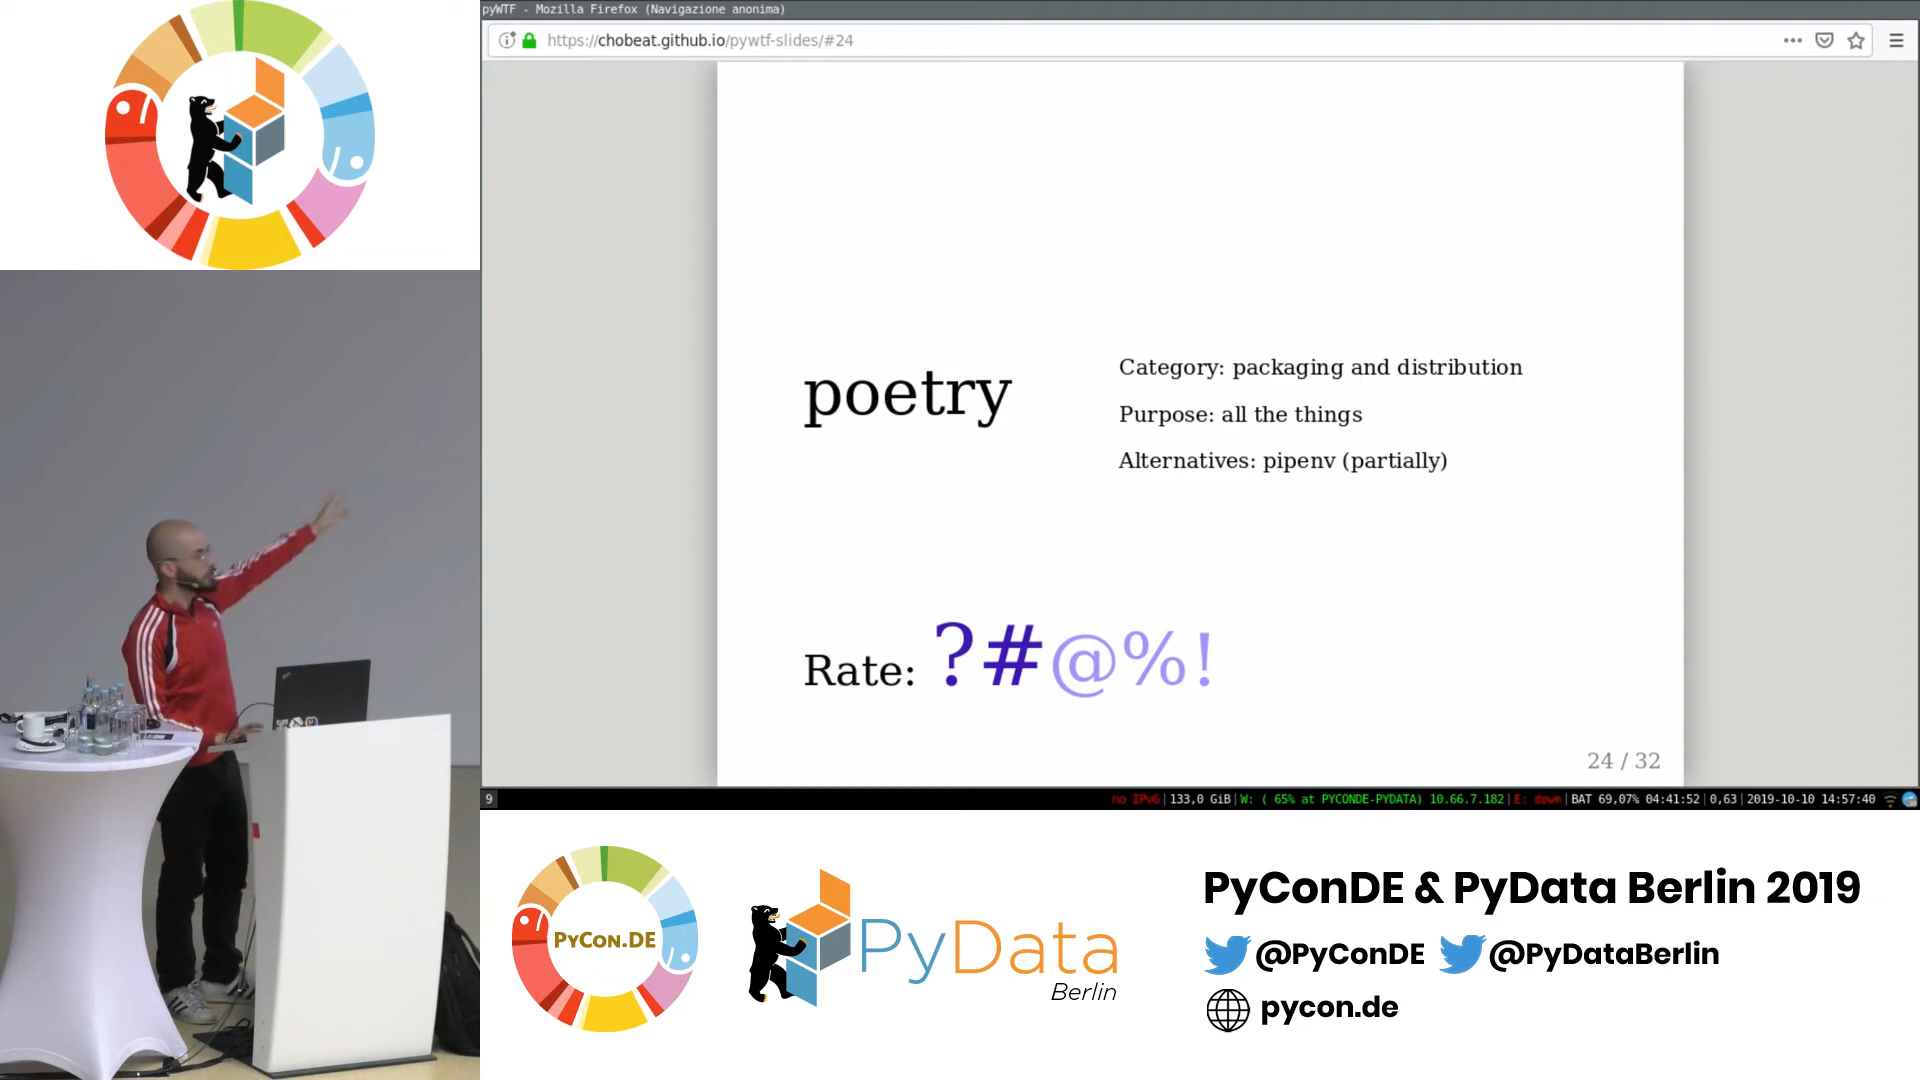 pyWTF - Mozilla Firefox (Navigazione anonima)
https://chobeat.github.io/pywtf-slides/#24
poetry
Category: packaging and distribution
Purpose: all the things
Alternatives: pipenv (partially)
Rate: ?#@%!
24 / 32
9
no IPv6|133,0 GiB|W: ( 65% at PYCONDE-PYDATA) 10.66.7.182|E: down|BAT 69,07% 04:41:52|0,63|2019-10-10 14:57:40
PyCon.DE
PyData
Berlin
PyConDE & PyData Berlin 2019
@PyConDE @PyDataBerlin
pycon.de